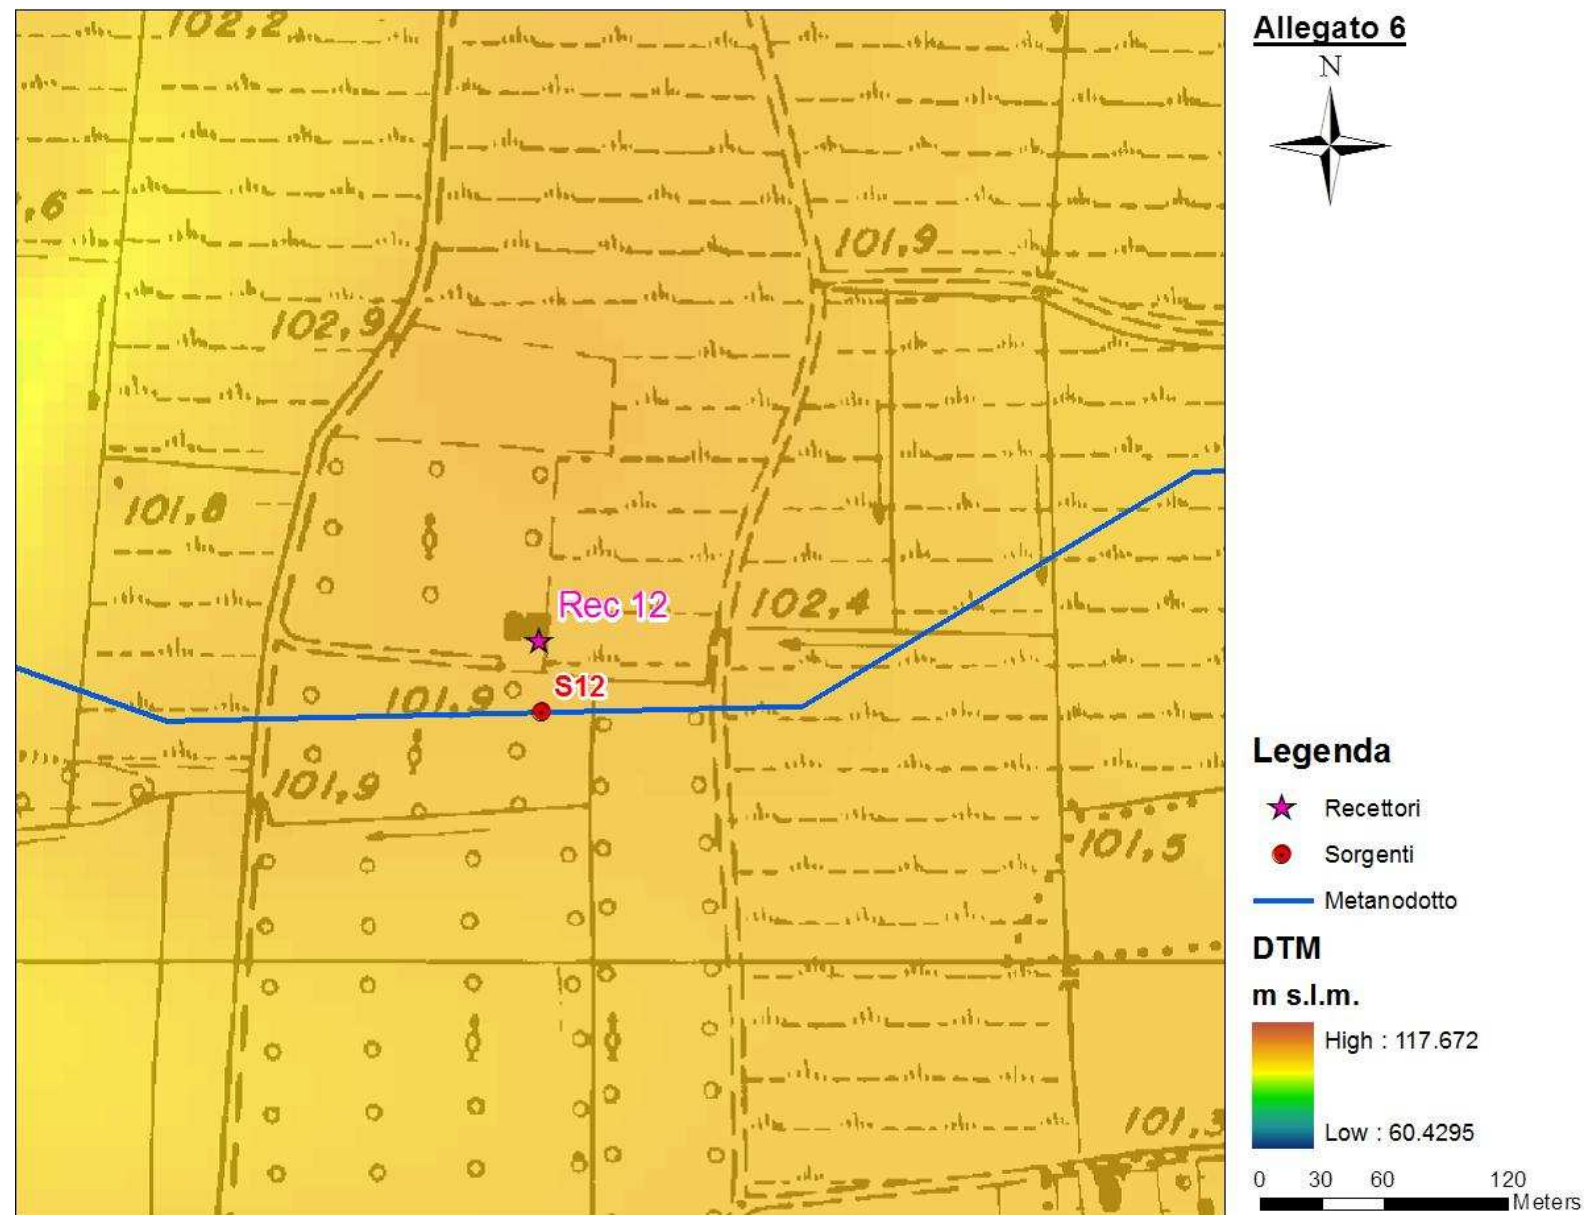 Allegato 6
N
102,2
,6
101,9
102,9
101,8
Rec 12
102,4
S12
101,9
101,9
101,5
101,3
Legenda
Recettori
Sorgenti
Metanodotto
DTM
m s.l.m.
High : 117.672
Low : 60.4295
0 30 60 120
Meters